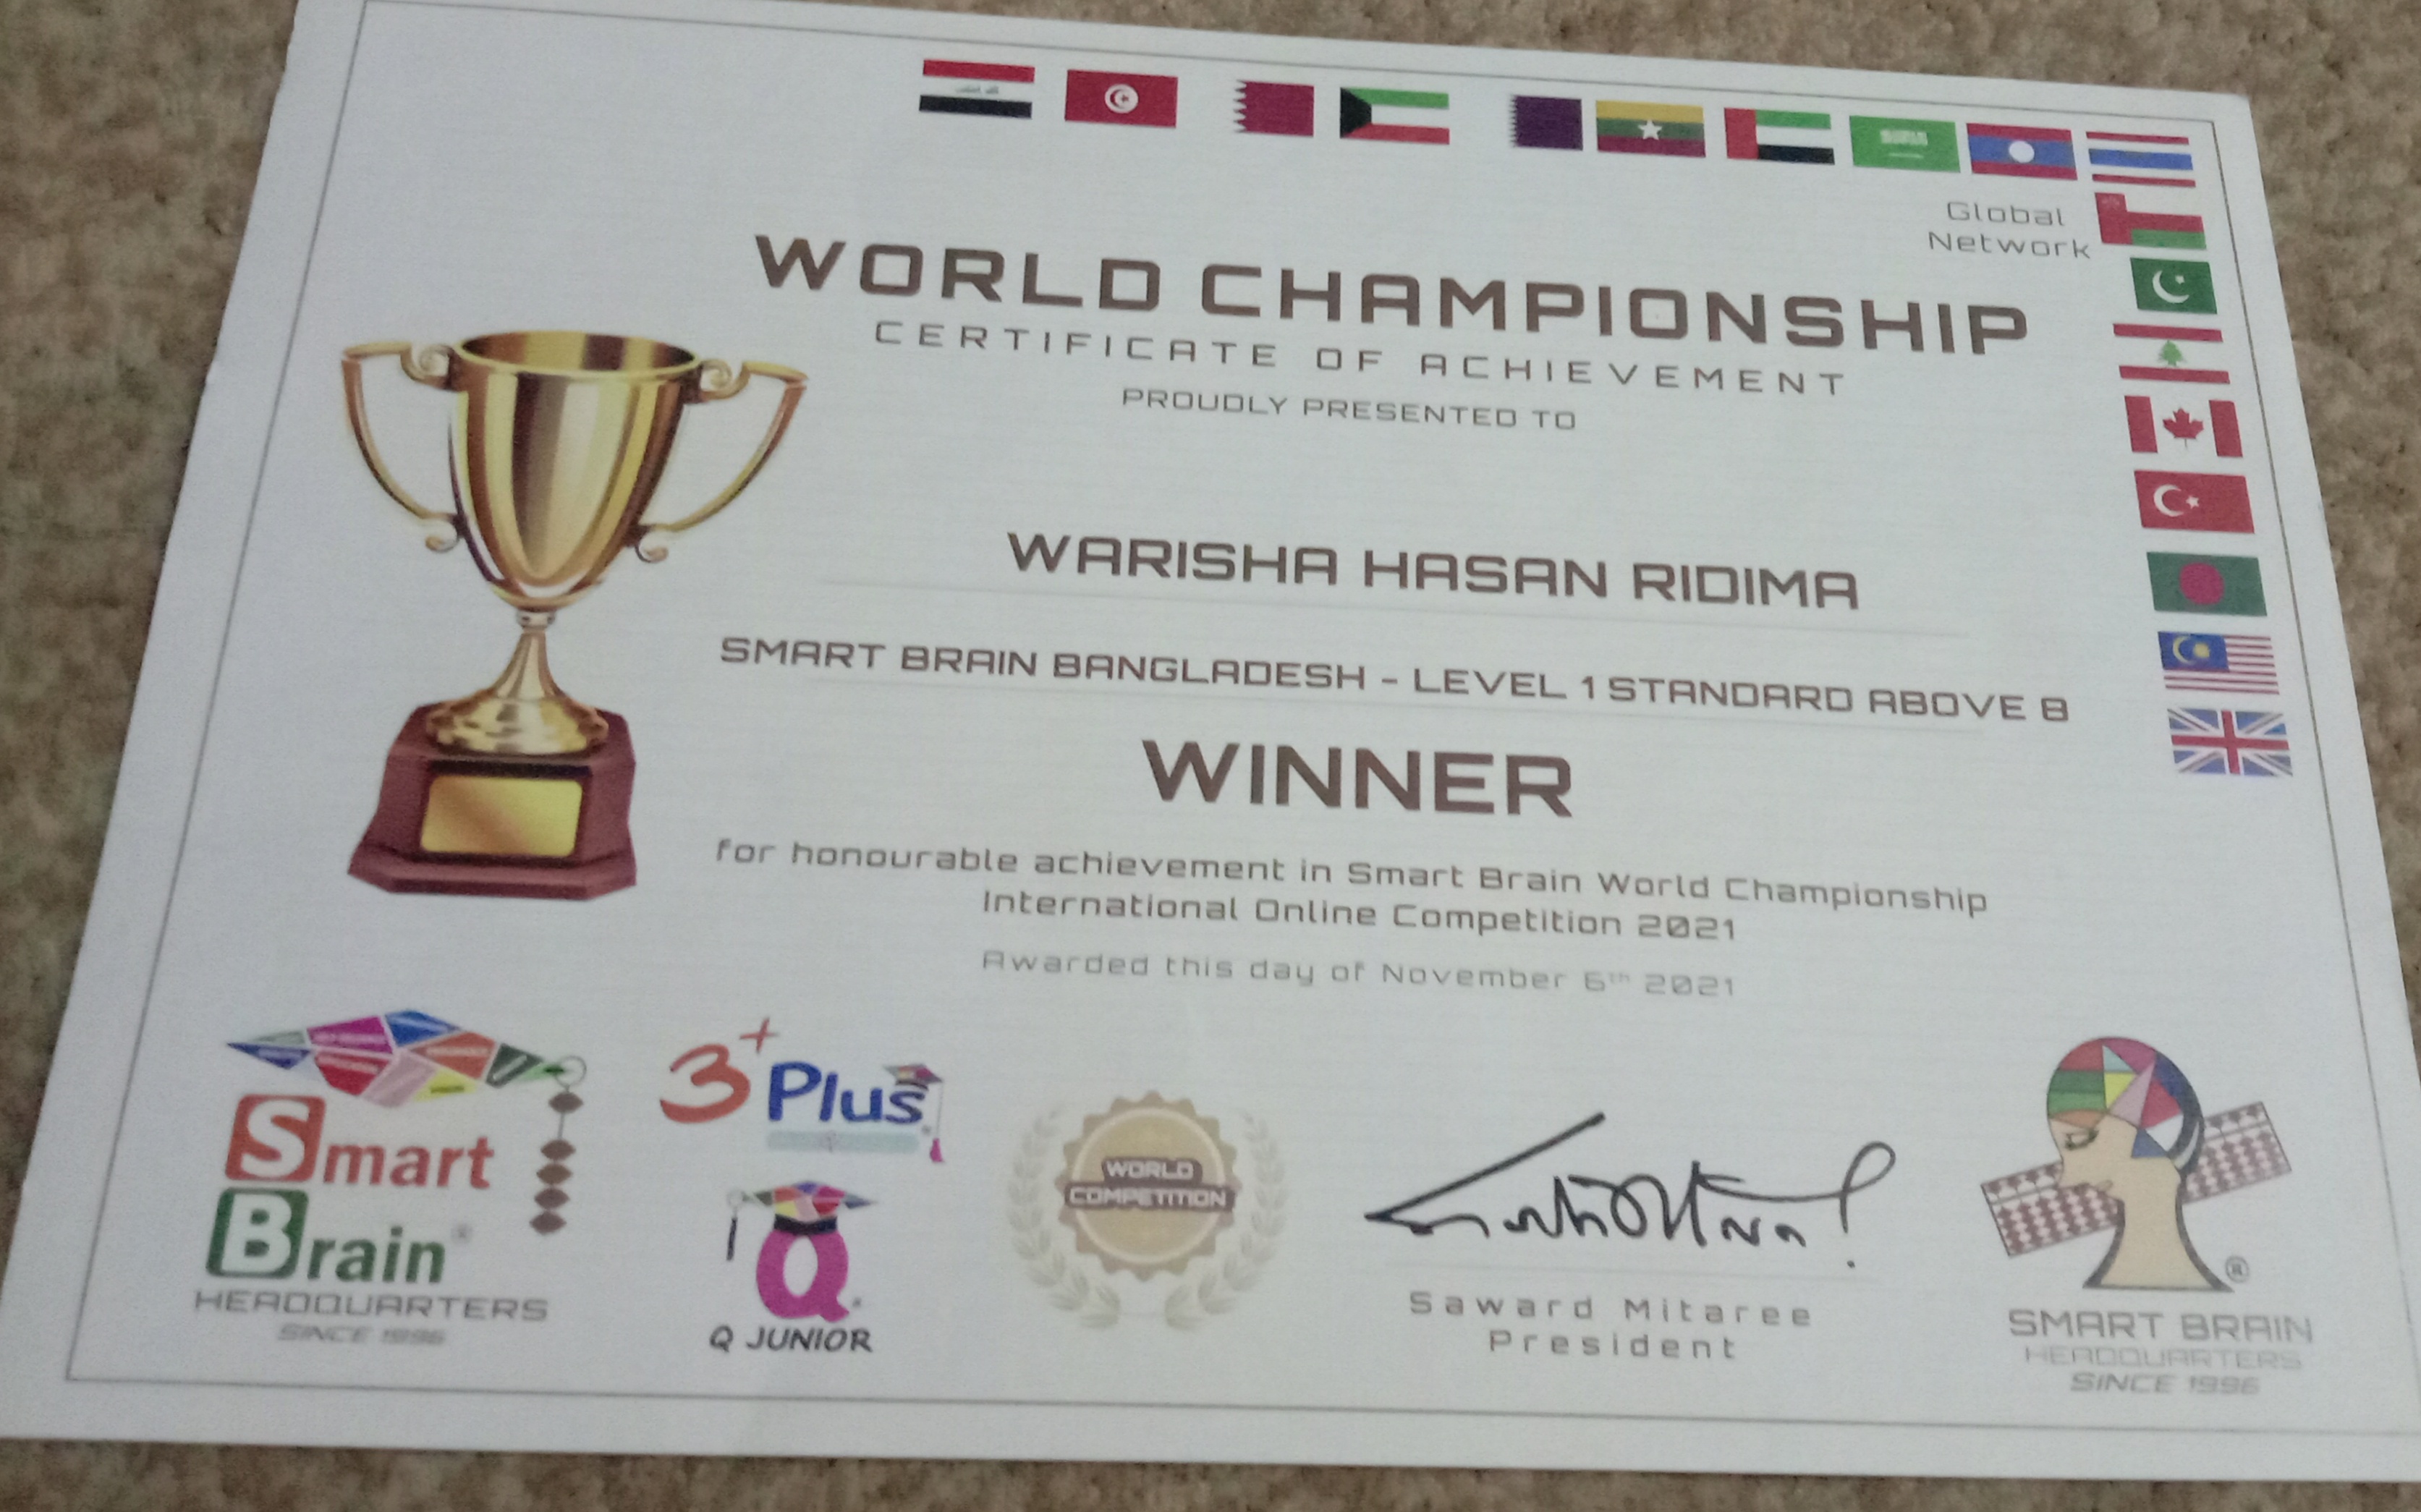 Global
Network
WORLD CHAMPIONSHIP
CERTIFICATE OF ACHIEVEMENT
PROUDLY PRESENTED TO
WARISHA HASAN RIDIMA
SMART BRAIN BANGLADESH - LEVEL 1 STANDARD ABOVE 8
WINNER
for honourable achievement in Smart Brain World Championship
International Online Competition 2021
Awarded this day of November 6th 2021
Smart
Brain®
HEADQUARTERS
SINCE 1996
3+ Plus
Q
Q JUNIOR
WORLD
COMPETITION
Saward Mitaree
President
®
SMART BRAIN
HEADQUARTERS
SINCE 1996